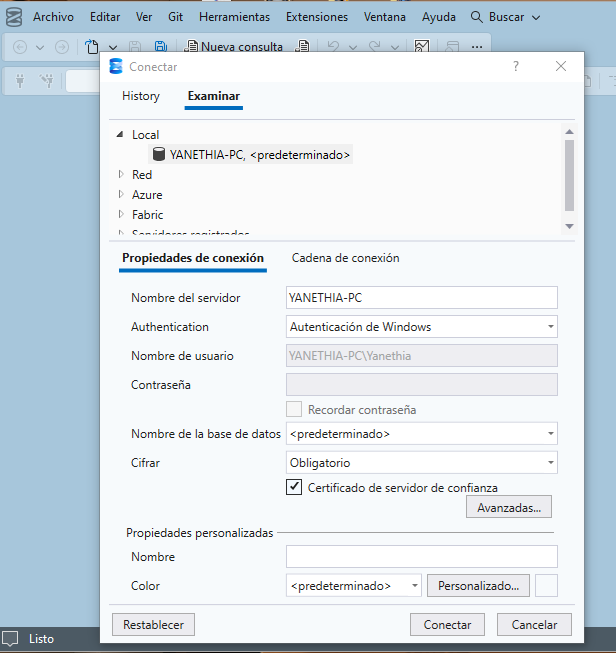 Archivo Editar Ver Git Herramientas Extensiones Ventana Ayuda Buscar
Nueva consulta
Conectar
History Examinar
Local
YANETHIA-PC, <predeterminado>
Red
Azure
Fabric
Servidores registrados
Propiedades de conexión Cadena de conexión
Nombre del servidor YANETHIA-PC
Authentication Autenticación de Windows
Nombre de usuario YANETHIA-PC\Yanethia
Contraseña
Recordar contraseña
Nombre de la base de datos <predeterminado>
Cifrar Obligatorio
Certificado de servidor de confianza
Avanzadas...
Propiedades personalizadas
Nombre
Color <predeterminado> Personalizado...
Restablecer Conectar Cancelar
Listo